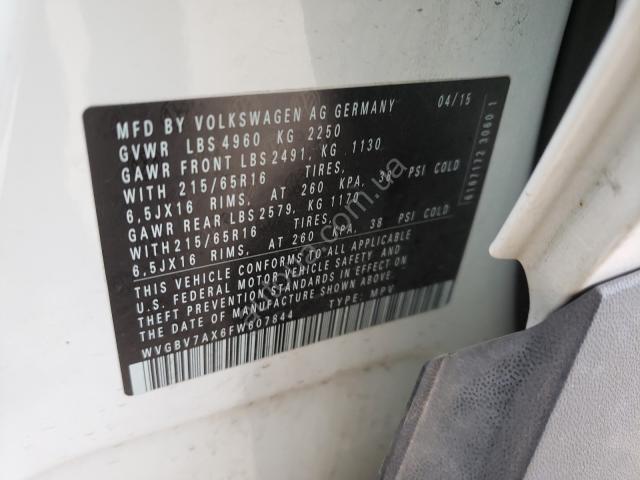 MFD BY VOLKSWAGEN AG GERMANY 04/15
GVWR LBS 4960 KG 2250
GAWR FRONT LBS 2491, KG 1130
WITH 215/65R16 TIRES,
6.5JX16 RIMS, AT 260 KPA, 38 PSI COLD
GAWR REAR LBS 2579, KG 1170
WITH 215/65R16 TIRES,
6.5JX16 RIMS, AT 260 KPA, 38 PSI COLD
THIS VEHICLE CONFORMS TO ALL APPLICABLE
U.S. FEDERAL MOTOR VEHICLE SAFETY AND
THEFT PREVENTION STANDARDS IN EFFECT ON
THE DATE OF MANUFACTURE SHOWN ABOVE.
WVGBV7AX6FW607844 TYPE: MPV
6107172 3060 1